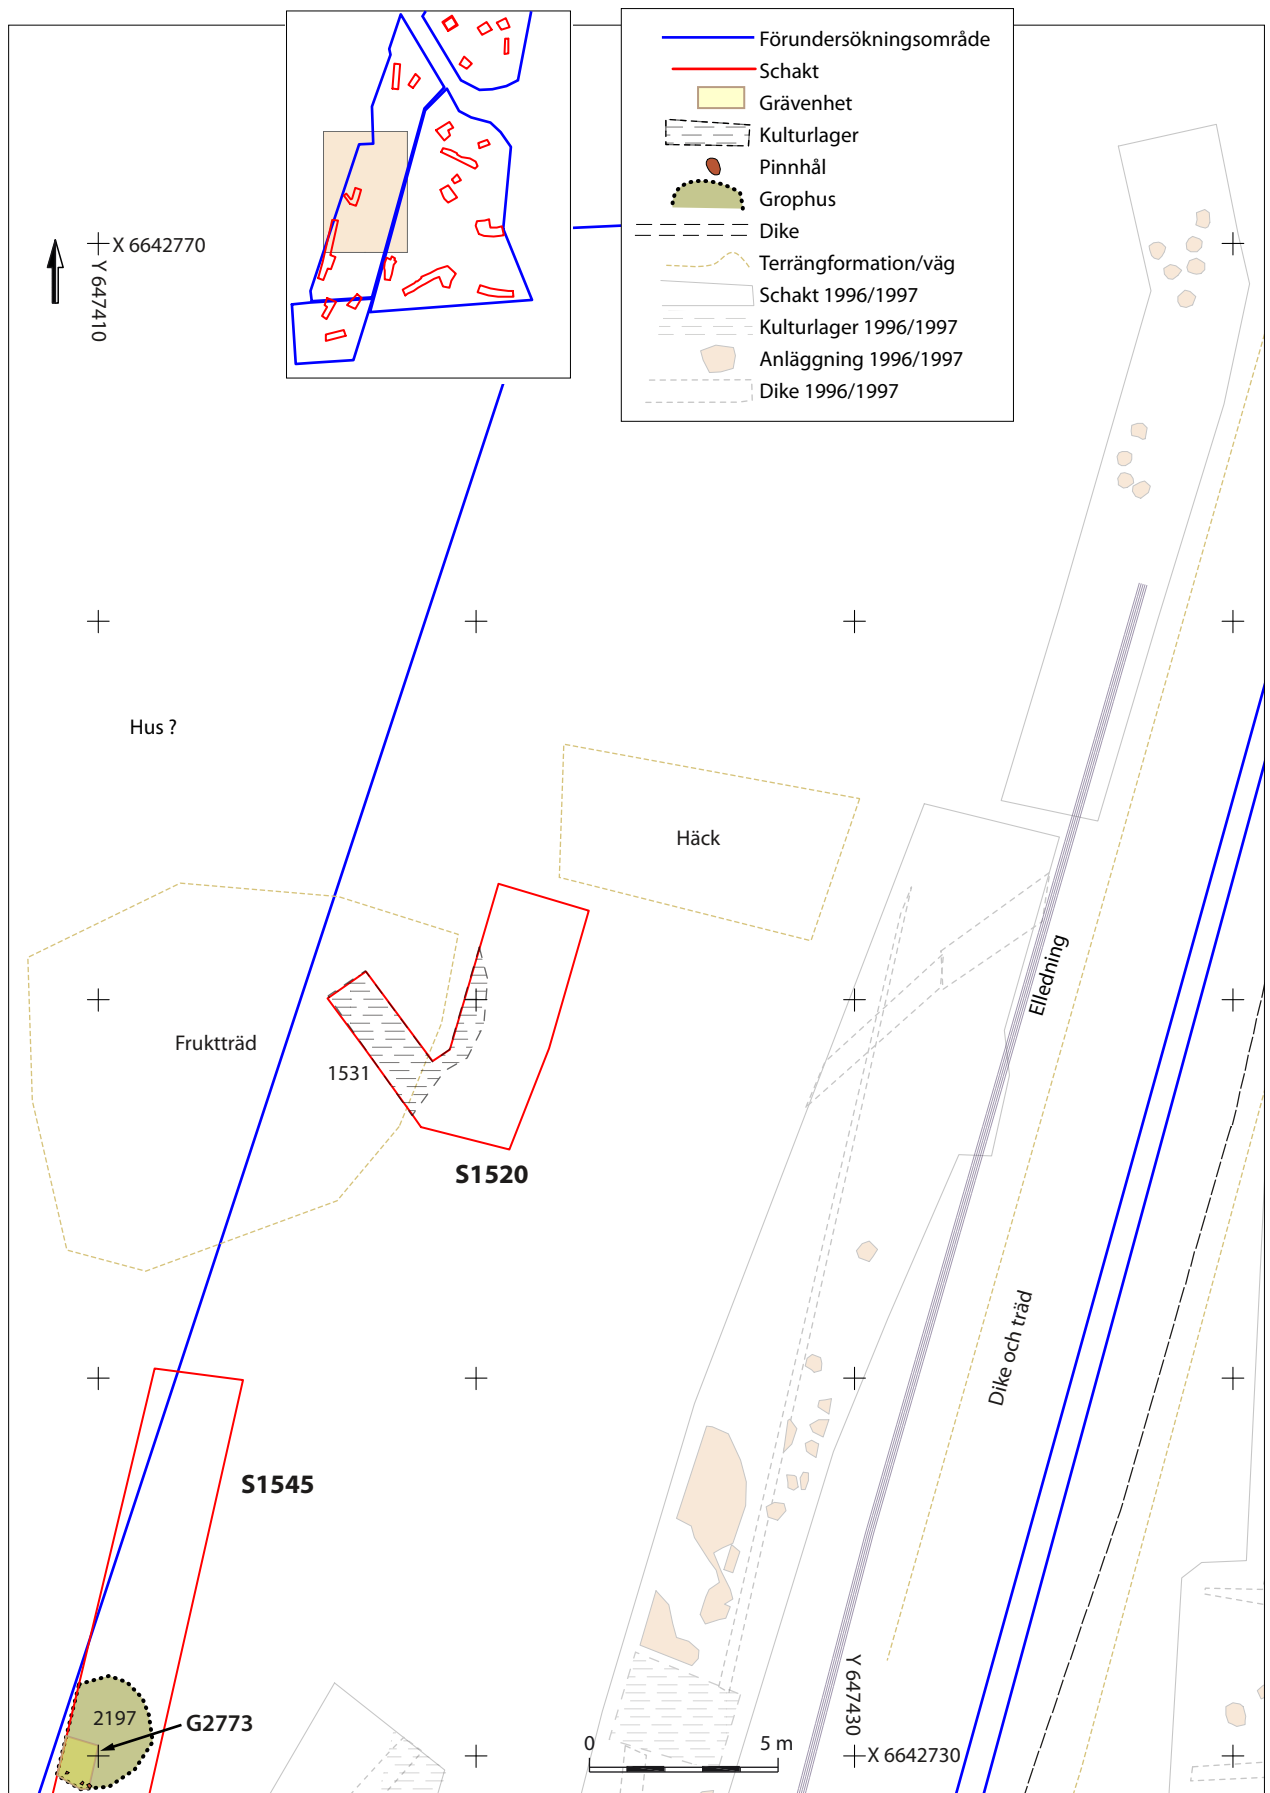 Förundersökningsområde
Schakt
Grävenhet
Kulturlager
Pinnhål
Grophus
Dike
Terrängformation/väg
Schakt 1996/1997
Kulturlager 1996/1997
Anläggning 1996/1997
Dike 1996/1997
X 6642770
Y 647410
Hus ?
Häck
Elledning
Fruktträd
1531
S1520
Dike och träd
S1545
2197
G2773
Y 647430
0 5 m
X 6642730